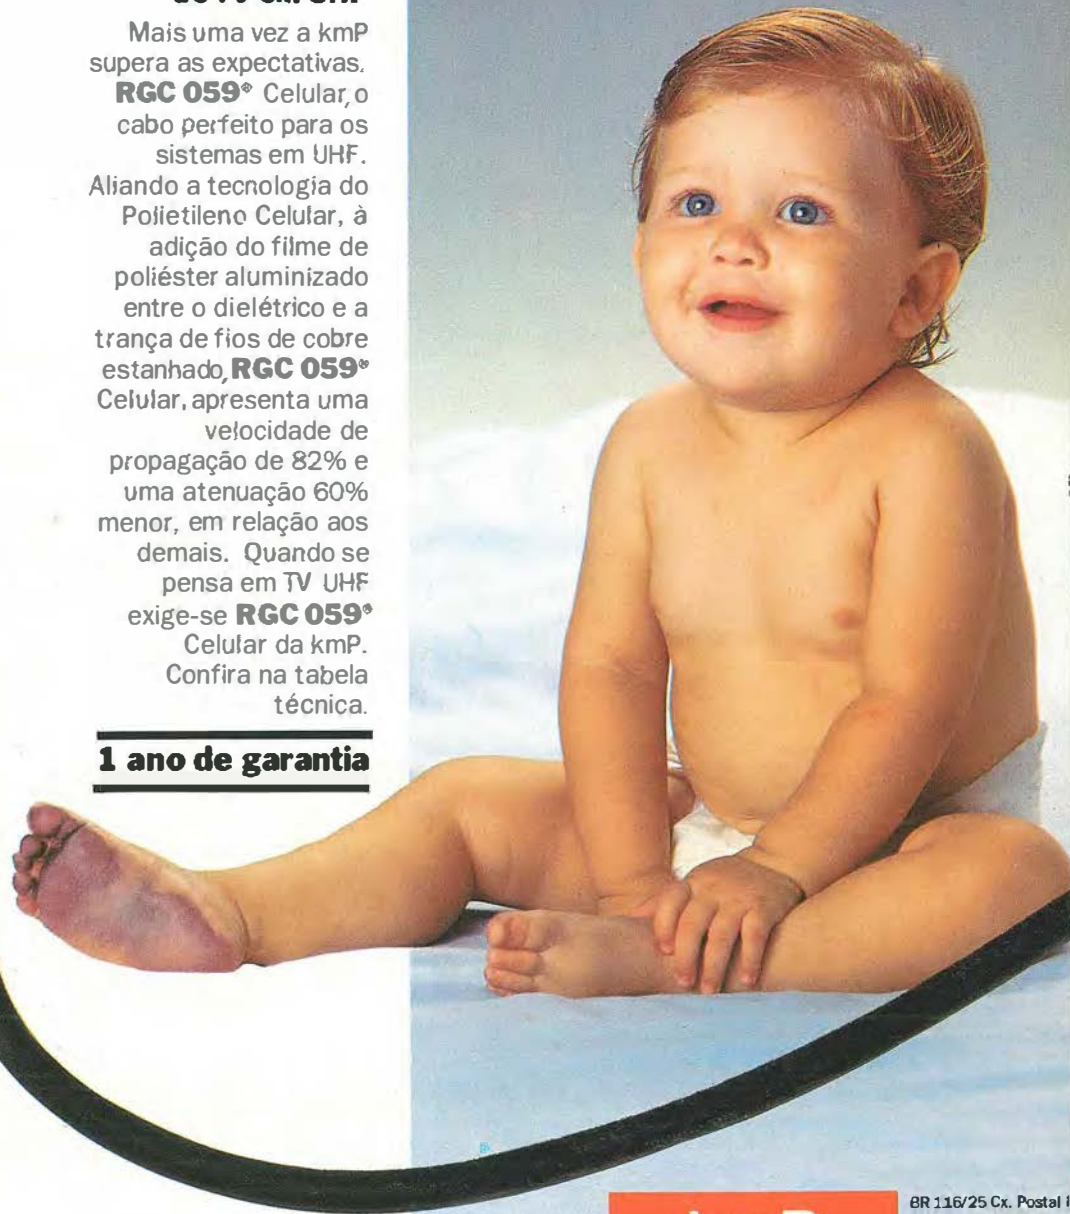 Mais uma vez a kmP
supera as expectativas.
RGC 059® Celular, o
cabo perfeito para os
sistemas em UHF.
Aliando a tecnologia do
Polietileno Celular, à
adição do filme de
poliéster aluminizado
entre o dielétrico e a
trança de fios de cobre
estanhado, RGC 059®
Celular, apresenta uma
velocidade de
propagação de 82% e
uma atenuação 60%
menor, em relação aos
demais. Quando se
pensa em TV UHF
exige-se RGC 059®
Celular da kmP.
Confira na tabela
técnica.
1 ano de garantia
BR 116/25 Cx. Postal